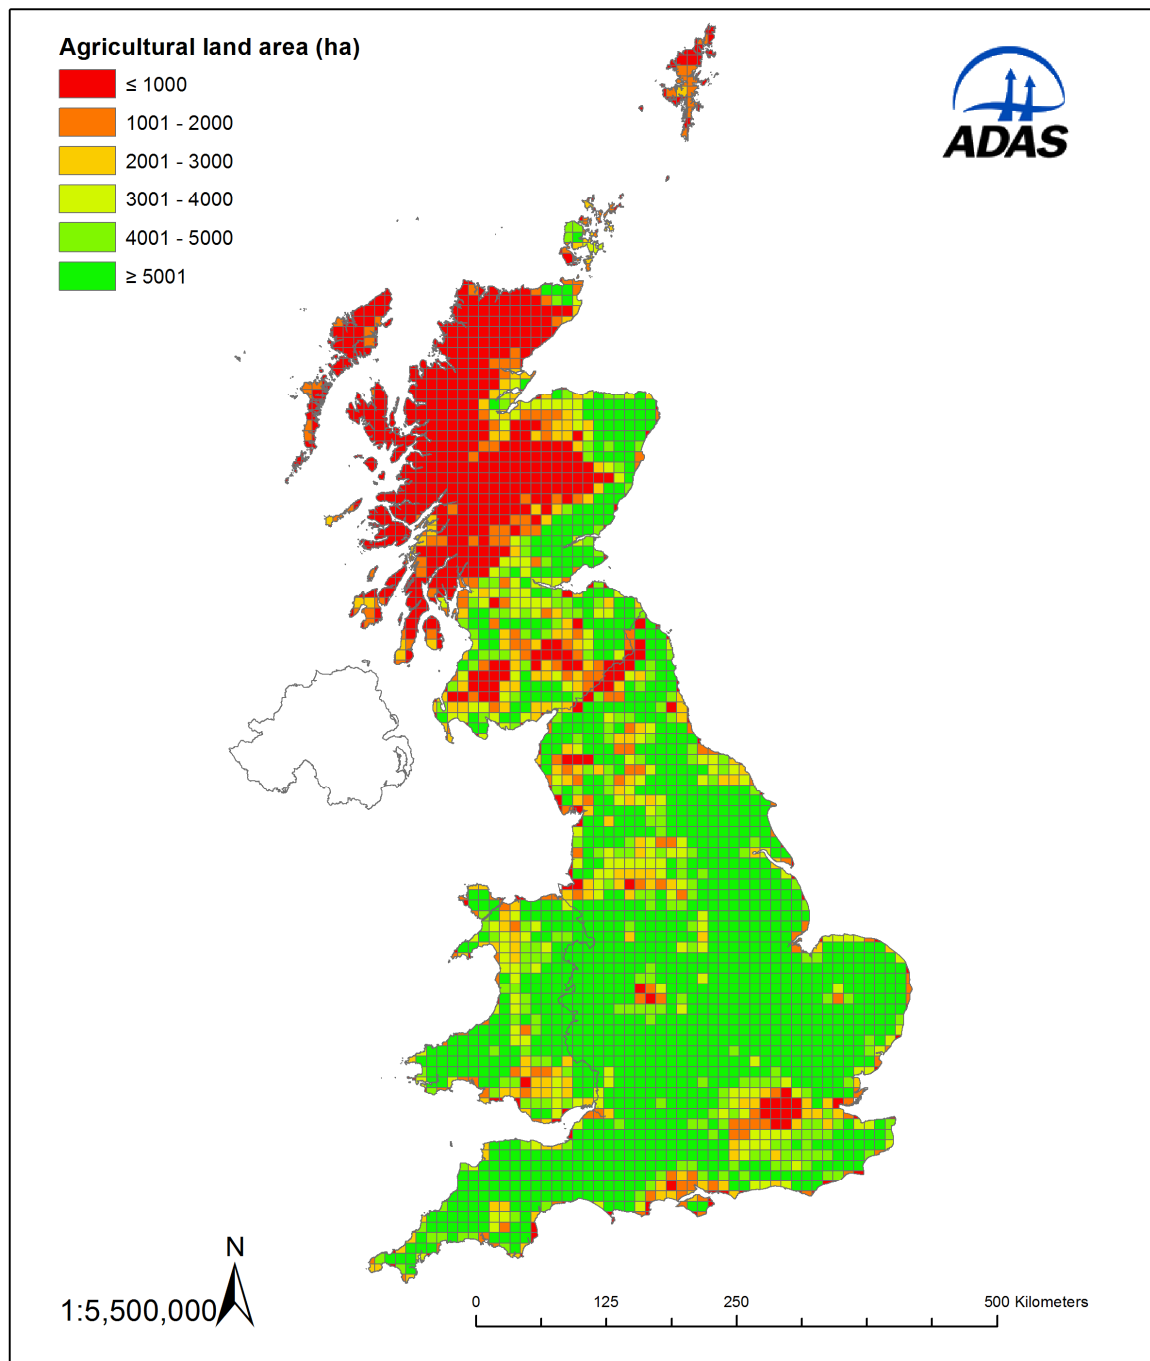 Agricultural land area (ha)
≤ 1000
1001 - 2000
2001 - 3000
3001 - 4000
4001 - 5000
≥ 5001
ADAS
N
1:5,500,000
0 125 250 500 Kilometers